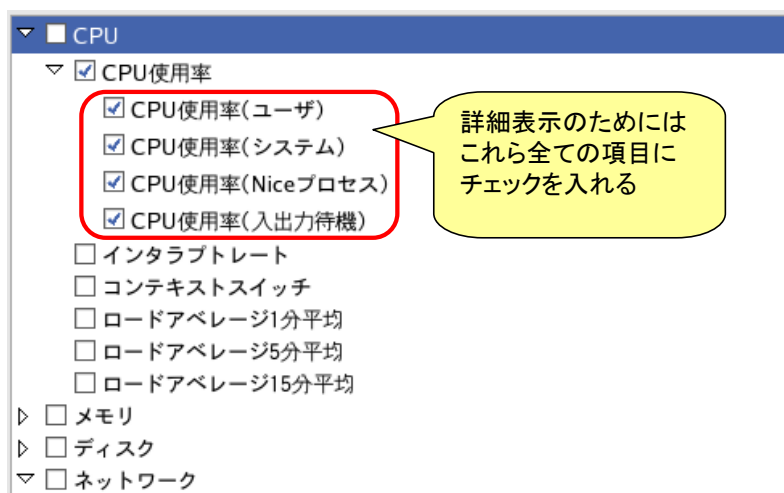 CPU
CPU使用率
CPU使用率(ユーザ)
CPU使用率(システム)
CPU使用率(Niceプロセス)
CPU使用率(入出力待機)
詳細表示のためには
これら全ての項目に
チェックを入れる
インタラプトレート
コンテキストスイッチ
ロードアベレージ1分平均
ロードアベレージ5分平均
ロードアベレージ15分平均
メモリ
ディスク
ネットワーク